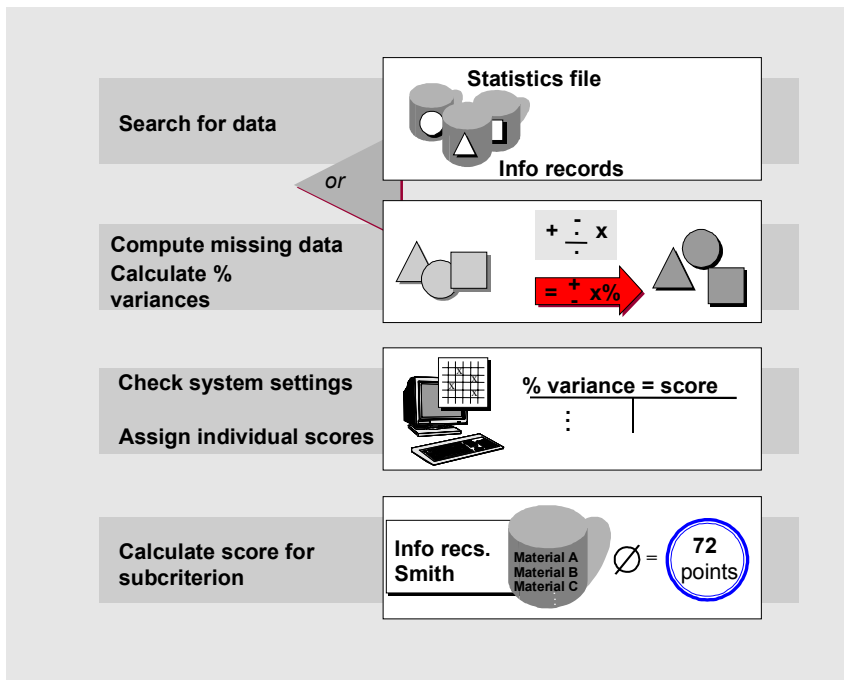 Search for data
Statistics file
Info records
or
Compute missing data
Calculate %
variances
+ - : x
= + - x%
Check system settings
Assign individual scores
% variance = score
Calculate score for
subcriterion
Info recs.
Smith
Material A
Material B
Material C
Ø =
72
points